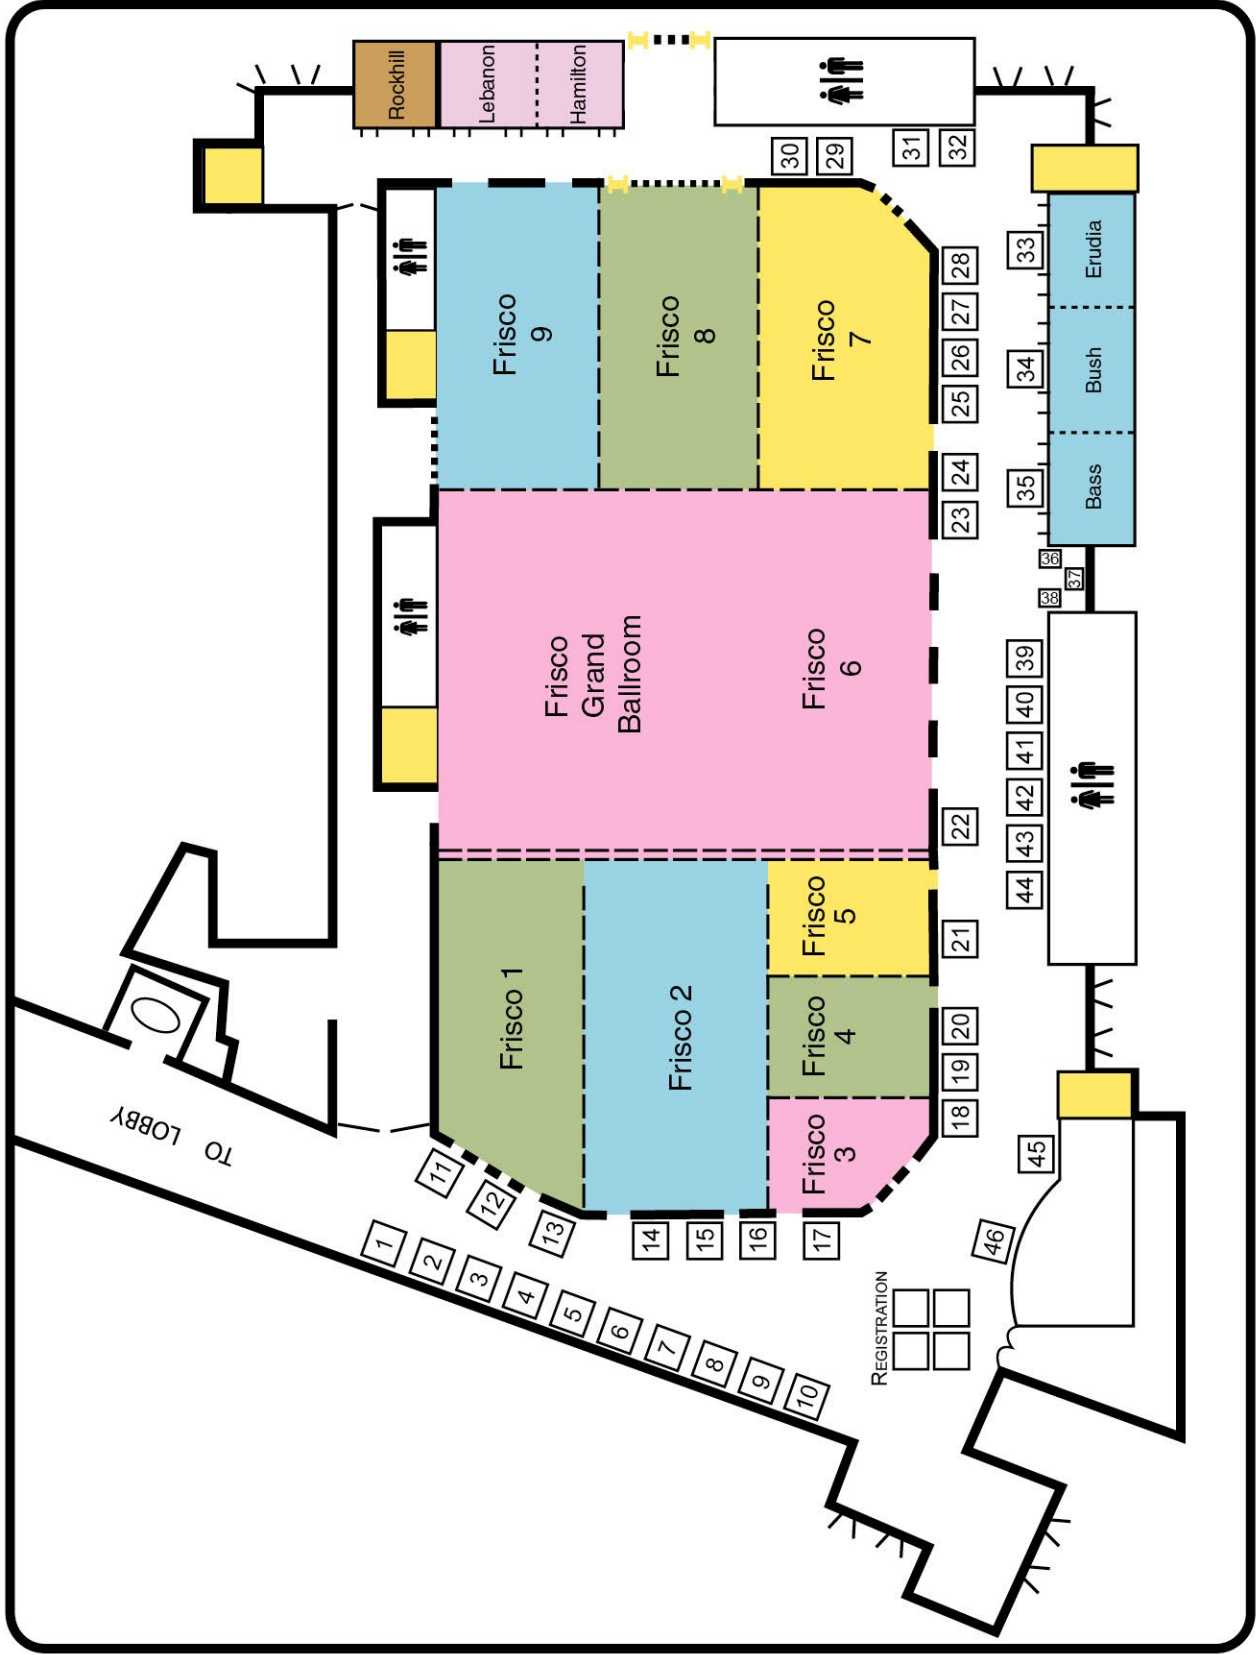 Rockhill
Lebanon
Hamilton
30
29
31
32
Frisco
9
Frisco
8
Frisco
7
28
27
26
25
24
23
33
34
35
Erudia
Bush
Bass
36
37
38
Frisco
Grand
Ballroom
Frisco
6
39
40
41
42
43
44
22
21
20
19
18
Frisco 1
Frisco 2
Frisco
5
Frisco
4
Frisco
3
TO LOBBY
11
12
13
14
15
16
17
1
2
3
4
5
6
7
8
9
10
45
46
REGISTRATION